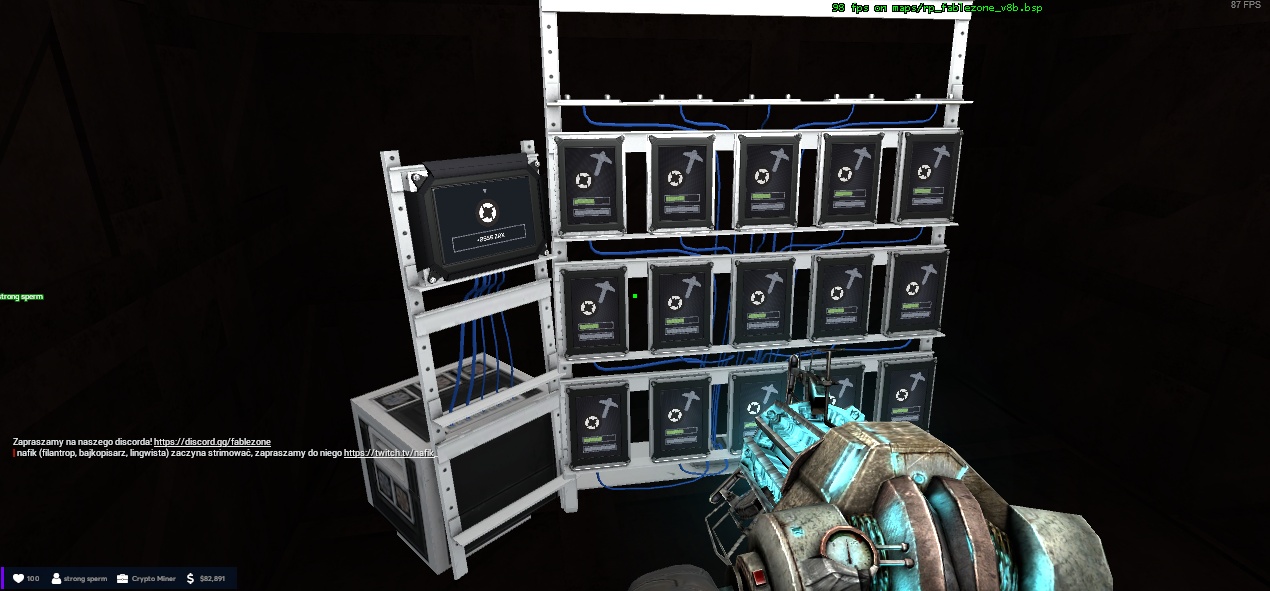 98 fps on maps/rp_fablezone_v8b.bsp
87 FPS
strong sperm
Zapraszamy na naszego discorda! https://discord.gg/fablezone
nafik (filantrop, bajkopisarz, lingwista) zaczyna strimować, zapraszamy do niego https://twitch.tv/nafik_
100
strong sperm
Crypto Miner
$82,891